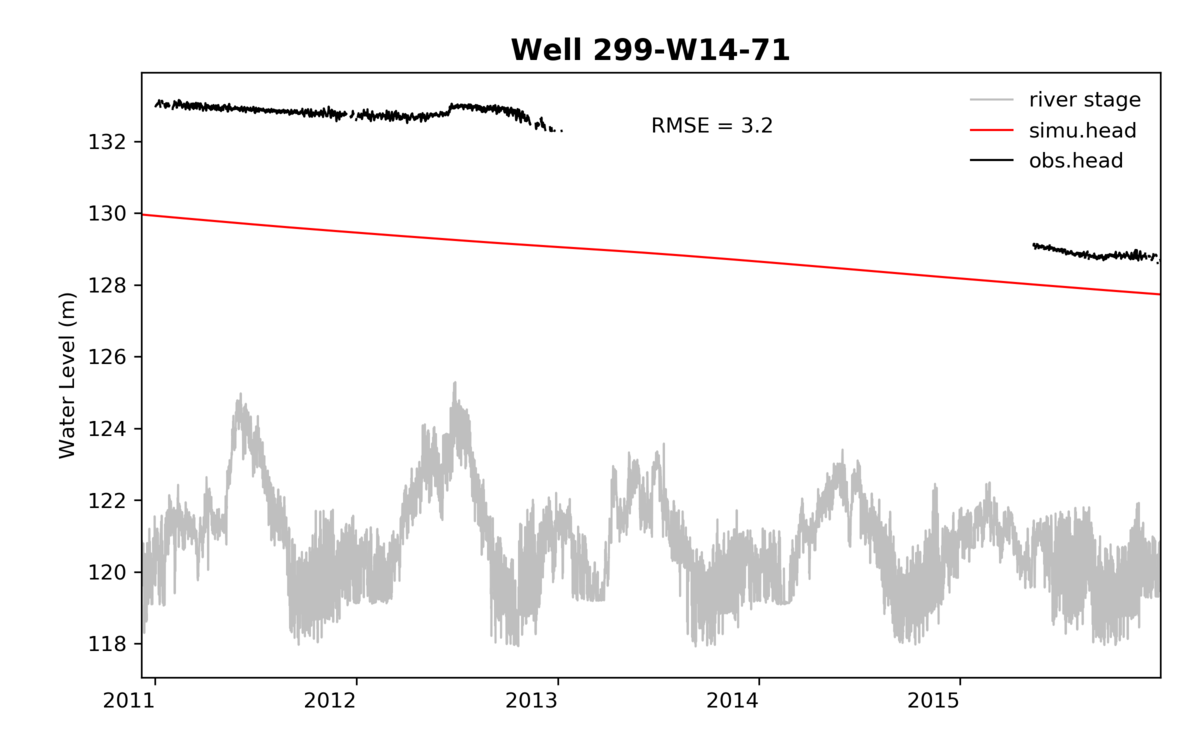 Well 299-W14-71
RMSE = 3.2
river stage
simu.head
obs.head
Water Level (m)
132
130
128
126
124
122
120
118
2011 2012 2013 2014 2015